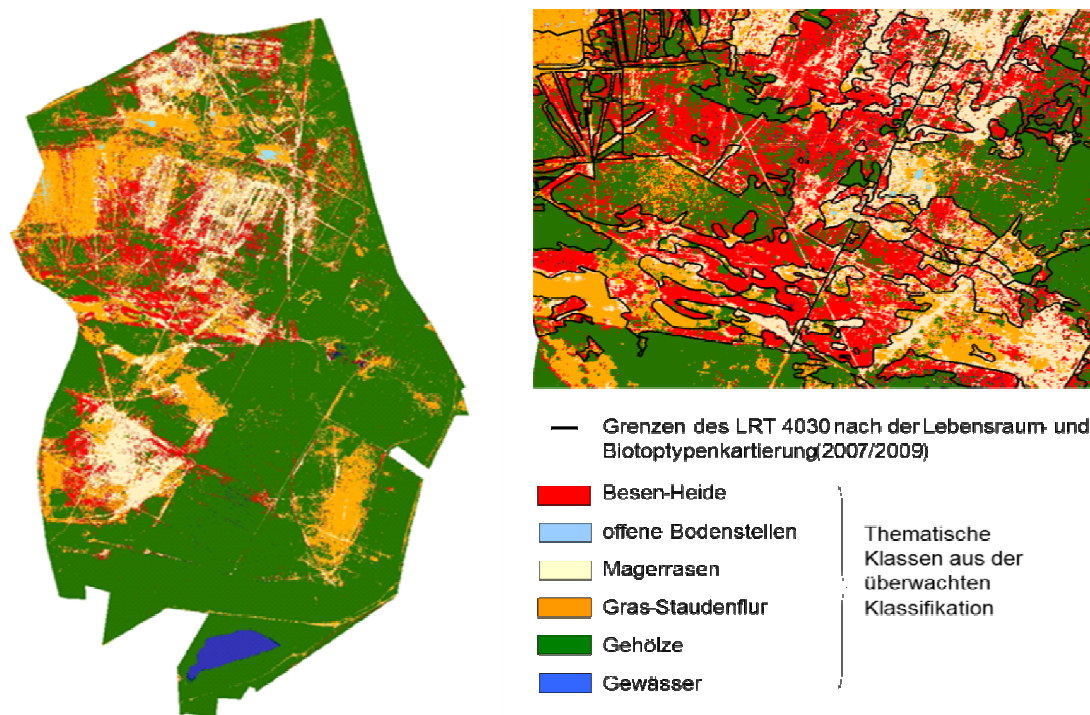 Grenzen des LRT 4030 nach der Lebensraum- und
Biotoptypenkartierung(2007/2009)
Besen-Heide
offene Bodenstellen
Magerrasen
Gras-Staudenflur
Gehölze
Gewässer
Thematische
Klassen aus der
überwachten
Klassifikation